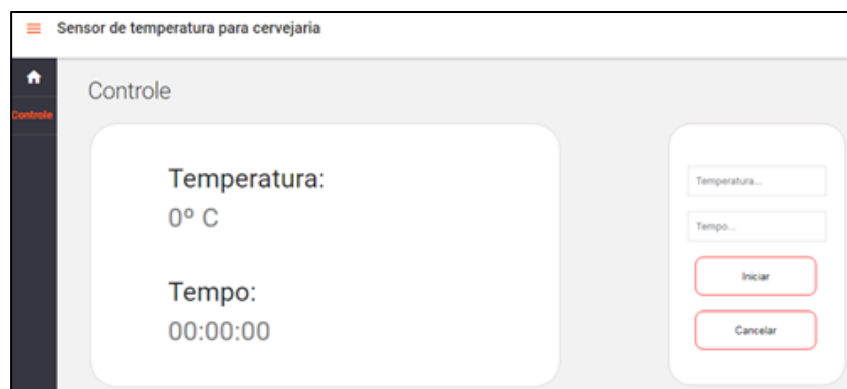 Sensor de temperatura para cervejaria
Controle
Controle
Temperatura:
0º C
Tempo:
00:00:00
Temperatura...
Tempo...
Iniciar
Cancelar